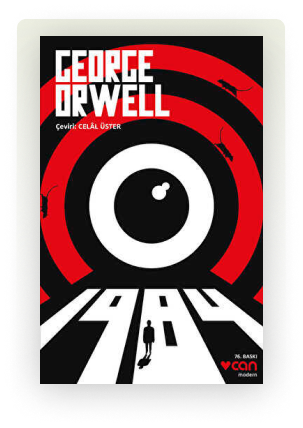 GEORGE
ORWELL
Çeviri: CELÂL ÜSTER
1984
76. BASKI
can
modern